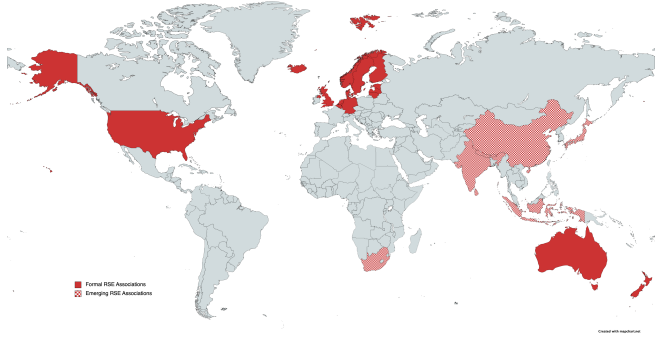 Formal RSE Associations
Emerging RSE Associations
Created with mapchart.net